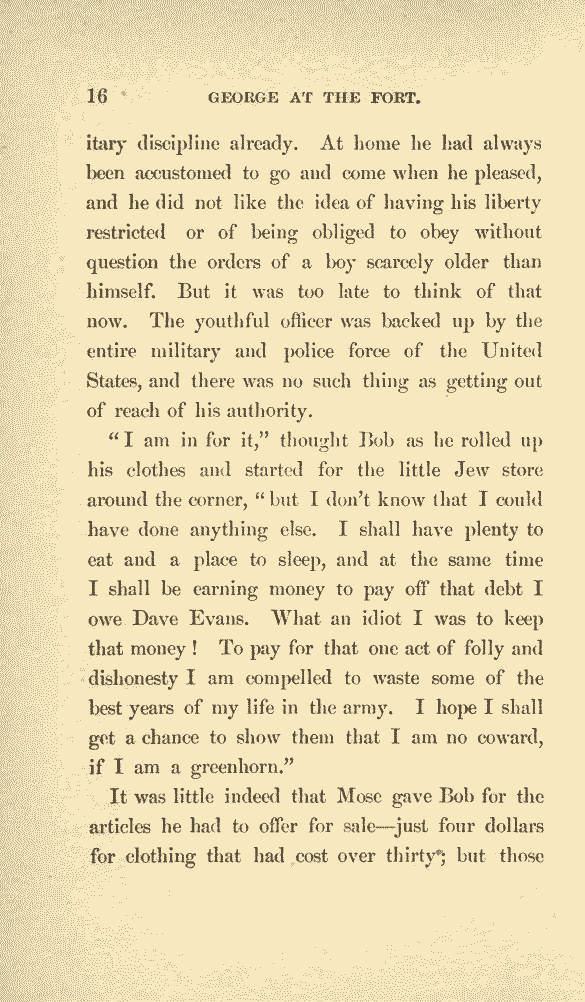 16 GEORGE AT THE FORT.
itary discipline already. At home he had always
been accustomed to go and come when he pleased,
and he did not like the idea of having his liberty
restricted or of being obliged to obey without
question the orders of a boy scarcely older than
himself. But it was too late to think of that
now. The youthful officer was backed up by the
entire military and police force of the United
States, and there was no such thing as getting out
of reach of his authority.
“I am in for it,” thought Bob as he rolled up
his clothes and started for the little Jew store
around the corner, “but I don’t know that I could
have done anything else. I shall have plenty to
eat and a place to sleep, and at the same time
I shall be earning money to pay off that debt I
owe Dave Evans. What an idiot I was to keep
that money! To pay for that one act of folly and
dishonesty I am compelled to waste some of the
best years of my life in the army. I hope I shall
get a chance to show them that I am no coward,
if I am a greenhorn.”
It was little indeed that Mose gave Bob for the
articles he had to offer for sale—just four dollars
for clothing that had cost over thirty; but those